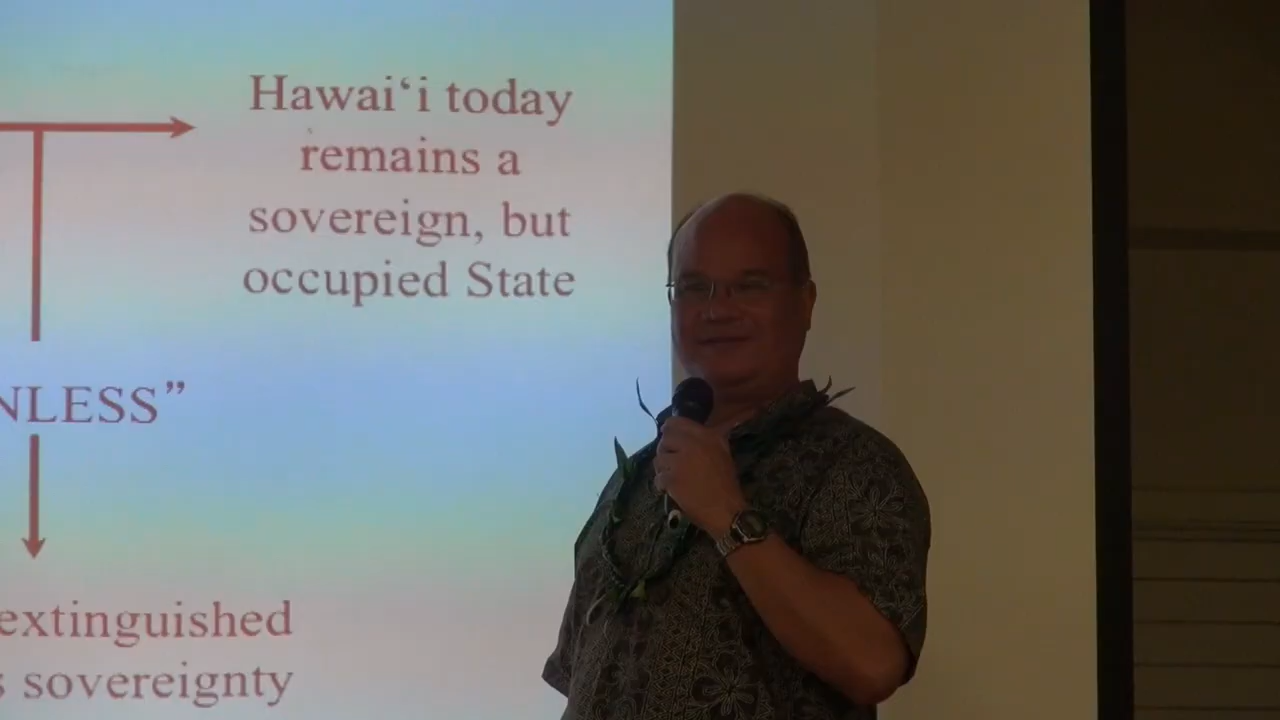 Hawai‘i today
remains a
sovereign, but
occupied State
NLESS”
extinguished
s sovereignty